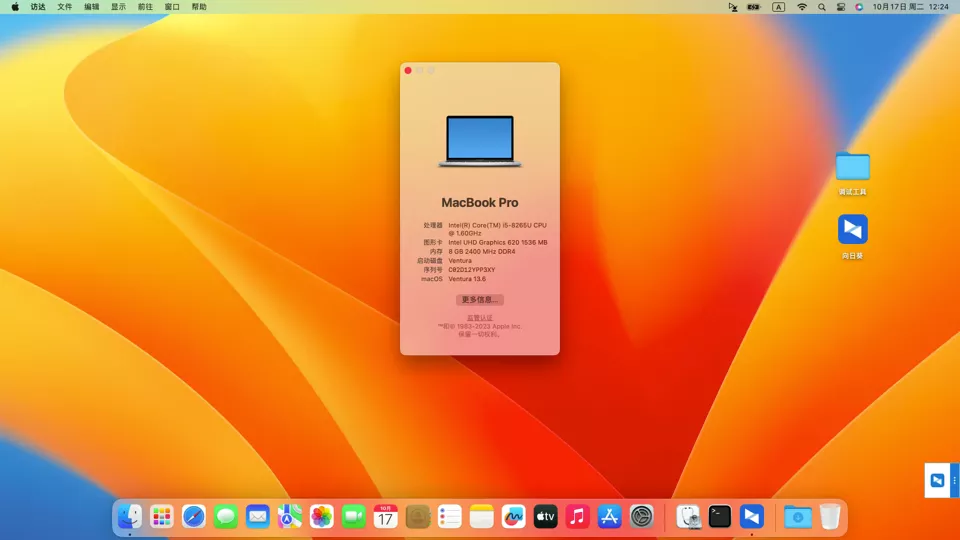 访达 文件 编辑 显示 前往 窗口 帮助
A 10月17日 周二 12:24
MacBook Pro
处理器 Intel(R) Core(TM) i5-8265U CPU
@ 1.60GHz
图形卡 Intel UHD Graphics 620 1536 MB
内存 8 GB 2400 MHz DDR4
启动磁盘 Ventura
序列号 C02D12YPP3XY
macOS Ventura 13.6
更多信息...
监管认证
™和© 1983-2023 Apple Inc.
保留一切权利。
调试工具
向日葵
10月
17
tv